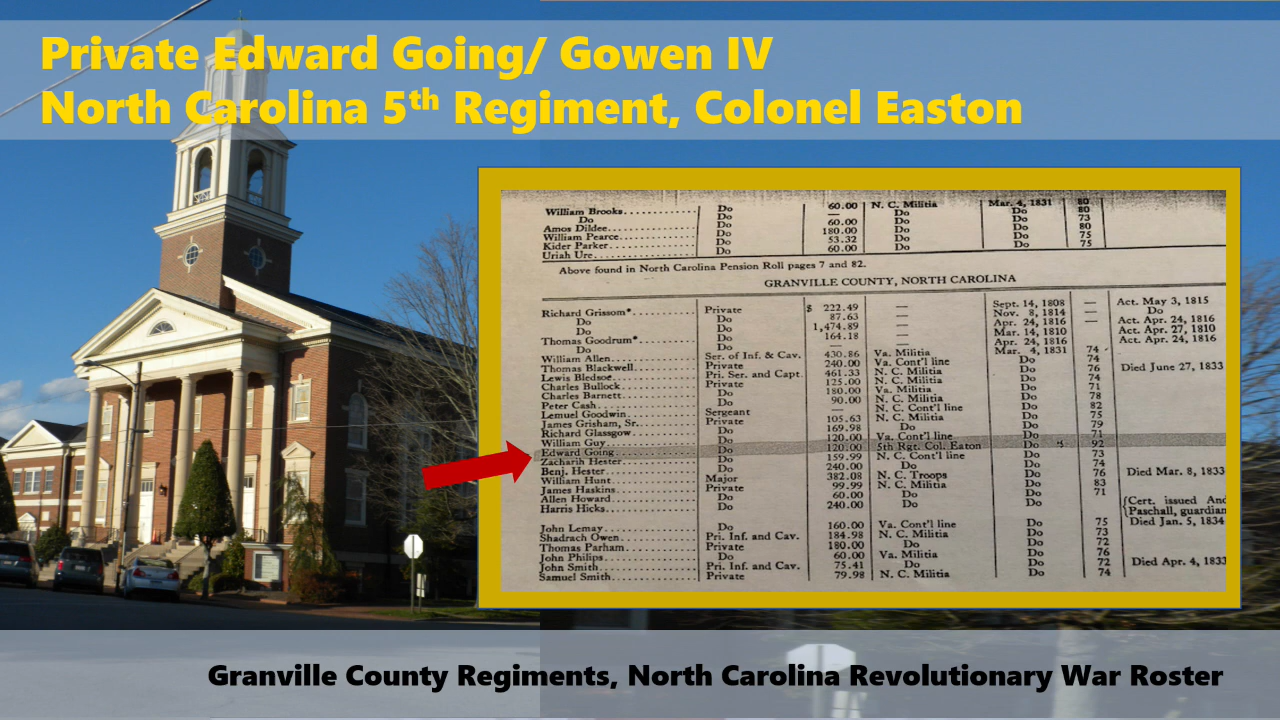 Private Edward Going/ Gowen IV
North Carolina 5th Regiment, Colonel Easton
William Brooks Do 60.00 N. C. Militia Mar. 4, 1831 80
Do Do — Do Do 80
Amos Dildee Do 60.00 Do Do 73
William Pearce Do 180.00 Do Do 80
Kider Parker Do 53.32 Do Do 75
Uriah Ure Do 60.00 Do Do 75
Above found in North Carolina Pension Roll pages 7 and 82.
GRANVILLE COUNTY, NORTH CAROLINA
Richard Grissom* Private $ 222.49 — Sept. 14, 1808 — Act. May 3, 1815
Do Do 87.63 — Nov. 8, 1814 — Do
Do Do 1,474.89 — Apr. 24, 1816 — Act. Apr. 24, 1816
Thomas Goodrum* Do 164.18 — Mar. 14, 1810 Act. Apr. 27, 1810
Do Do — — Apr. 24, 1816 Act. Apr. 24, 1816
William Allen Ser. of Inf. & Cav. 430.86 Va. Militia Mar. 4, 1831 74
Thomas Blackwell Private 240.00 Va. Cont'l line Do 74
Lewis Bledsoe Pri. Ser. and Capt. 461.33 N. C. Militia Do 76 Died June 27, 1833
Charles Bullock Private 125.00 N. C. Militia Do 74
Charles Barnett Do 180.00 Va. Militia Do 71
Peter Cash Do 90.00 N. C. Militia Do 78
Lemuel Goodwin Sergeant — N. C. Cont'l line Do 82
James Grisham, Sr. Private 105.63 N. C. Militia Do 75
Richard Glassgow Do 169.98 Do Do 79
William Guy Do 120.00 Va. Cont'l line Do 71
Edward Going Do 120.00 5th Rgt. Col. Eaton Do 92
Zacharih Hester Do 159.99 N. C. Cont'l line Do 73
Benj. Hester Do 240.00 Do Do 74
William Hunt Major 382.08 N. C. Troops Do 76 Died Mar. 8, 1833
James Haskins Private 99.99 N. C. Militia Do 83
Allen Howard Do 60.00 Do Do 71
Harris Hicks Do 240.00 Do Do {Cert. issued And
Paschall, guardian
John Lemay Do 160.00 Va. Cont'l line Do 75 Died Jan. 5, 1834
Shadrach Owen Pri. Inf. and Cav. 184.98 N. C. Militia Do 73
Thomas Parham Private 180.00 Do Do 72
John Philips Do 60.00 Va. Militia Do 76
John Smith Pri. Inf. and Cav. 75.41 Do Do 72 Died Apr. 4, 1833
Samuel Smith Private 79.98 N. C. Militia Do 74
Granville County Regiments, North Carolina Revolutionary War Roster